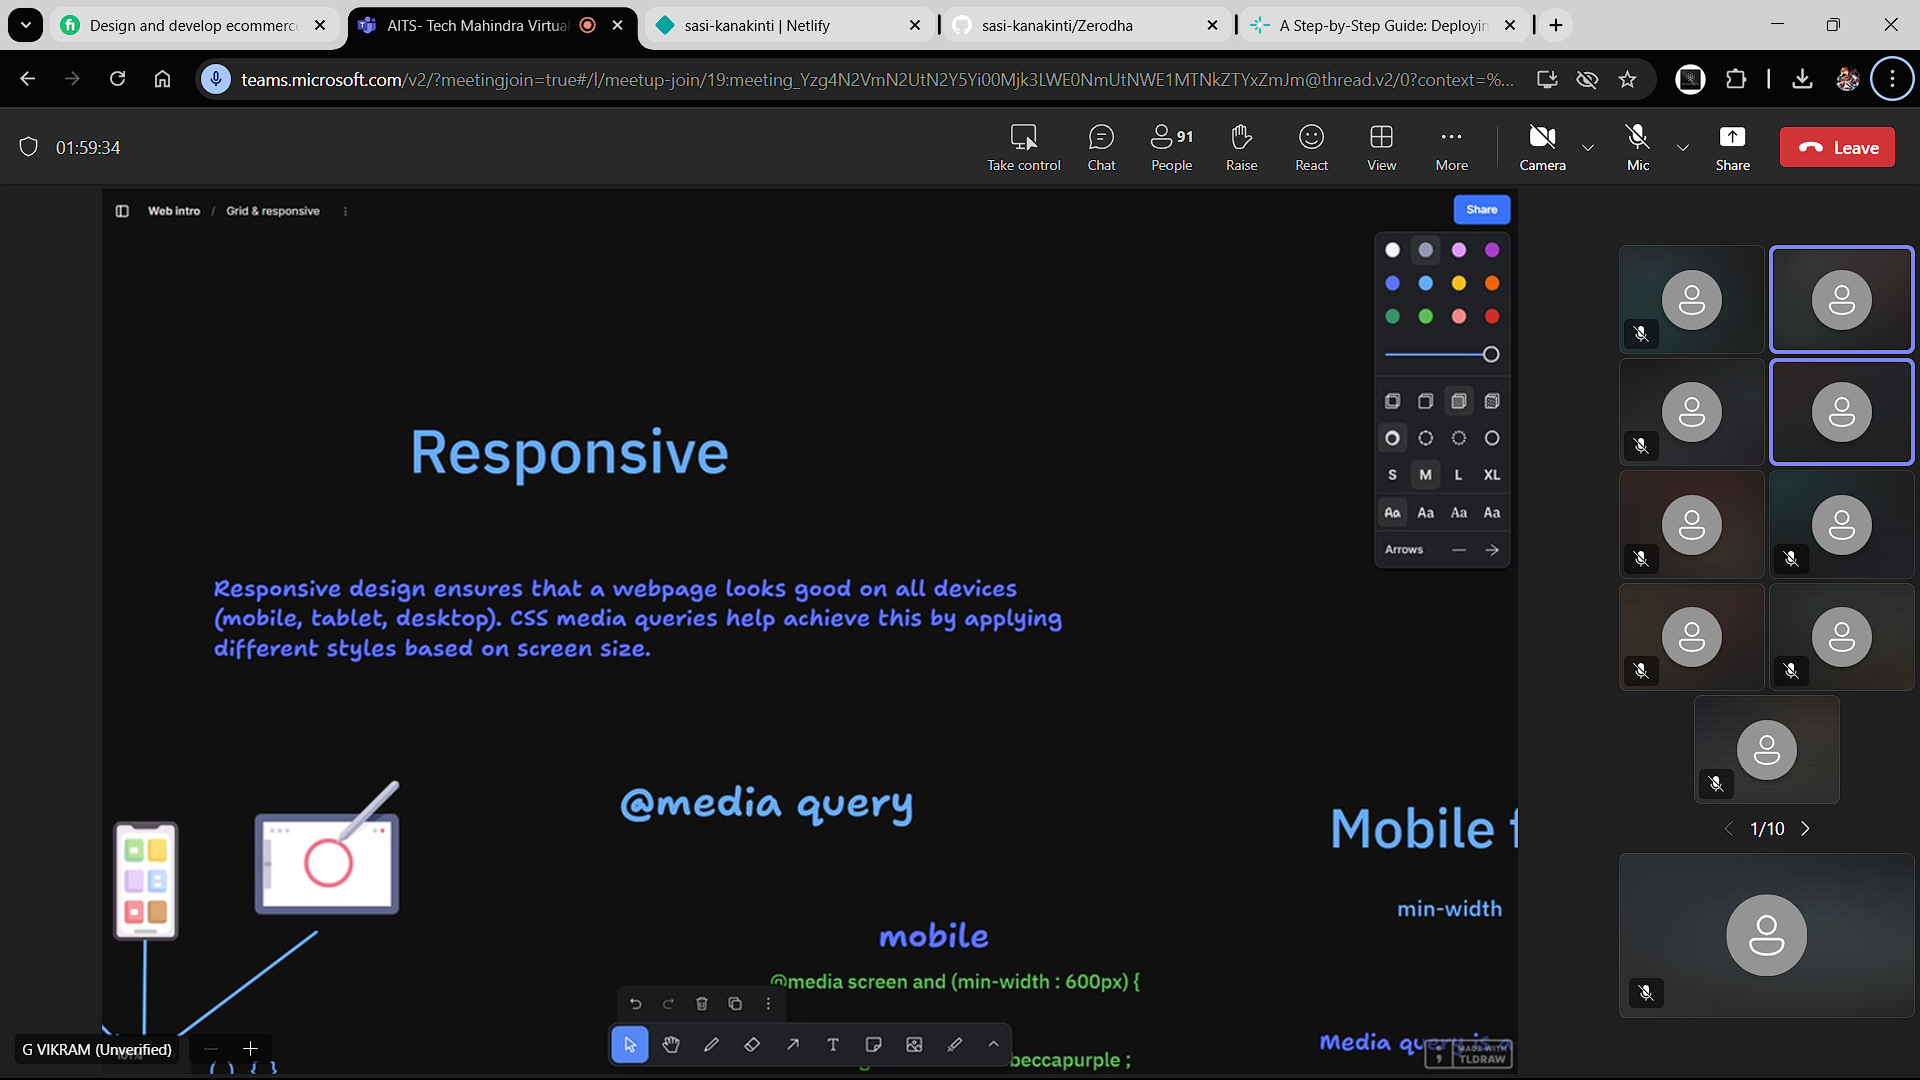 Design and develop ecommerc
AITS- Tech Mahindra Virtual
sasi-kanakinti | Netlify
sasi-kanakinti/Zerodha
A Step-by-Step Guide: Deployin
teams.microsoft.com/v2/?meetingjoin=true#/l/meetup-join/19:meeting_Yzg4N2VmN2UtN2Y5Yi00Mjk3LWE0NmUtNWE1MTNkZTYxZmJm@thread.v2/0?context=%...
01:59:34
Take control
Chat
91
People
Raise
React
View
More
Camera
Mic
Share
Leave
Web intro / Grid & responsive
Share
S M L XL
Aa Aa Aa Aa
Arrows
Responsive
Responsive design ensures that a webpage looks good on all devices
(mobile, tablet, desktop). CSS media queries help achieve this by applying
different styles based on screen size.
@media query
Mobile f
min-width
mobile
@media screen and (min-width : 600px) {
beccapurple ;
Media query is a
MADE WITH
TLDRAW
1/10
G VIKRAM (Unverified)
( ) { }